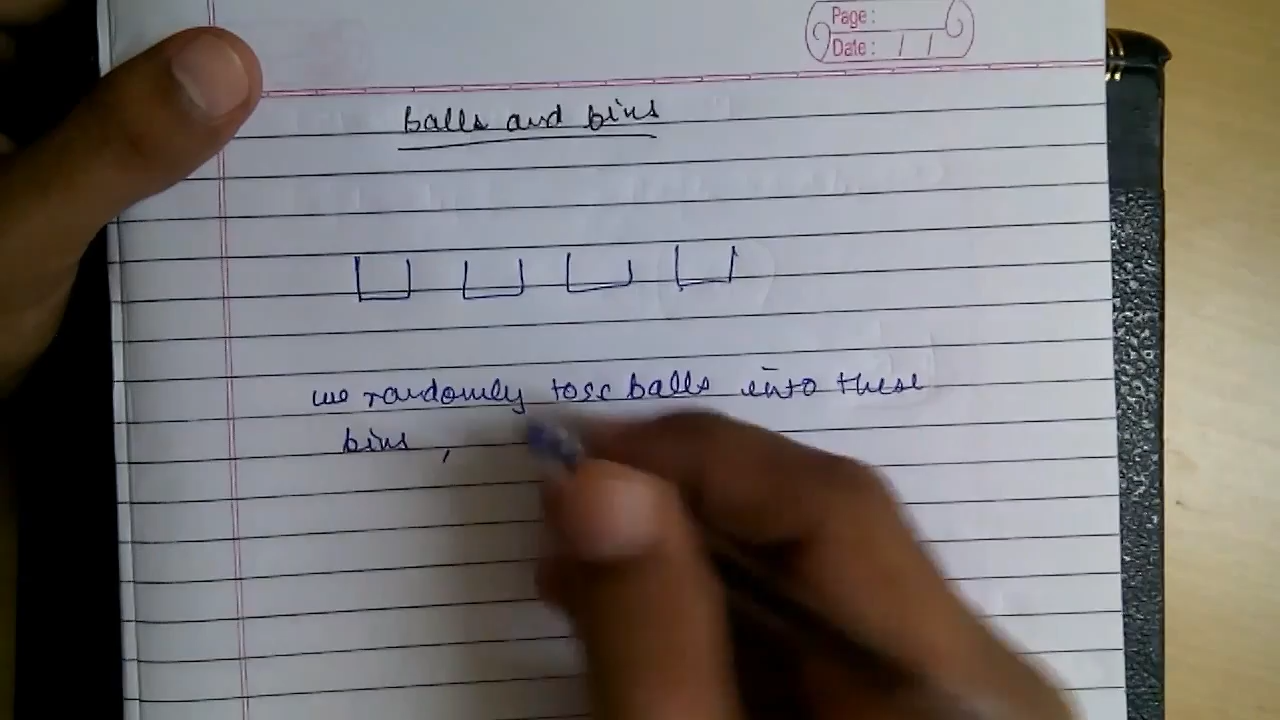 Page :
Date : / /
balls and bins
we randomly toss balls into these
bins ,